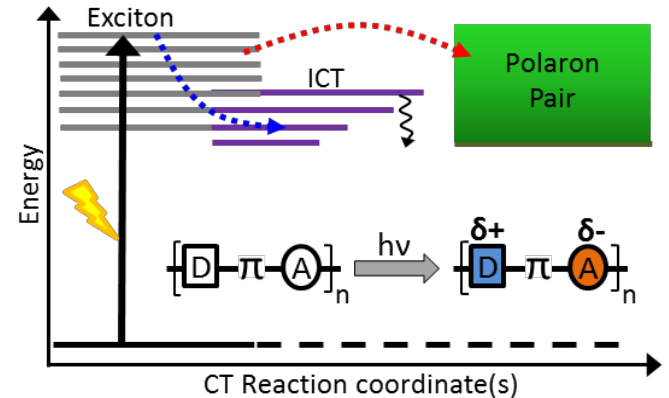 Exciton
ICT
Polaron
Pair
Energy
D π A n
hν
δ+ δ-
D π A n
CT Reaction coordinate(s)